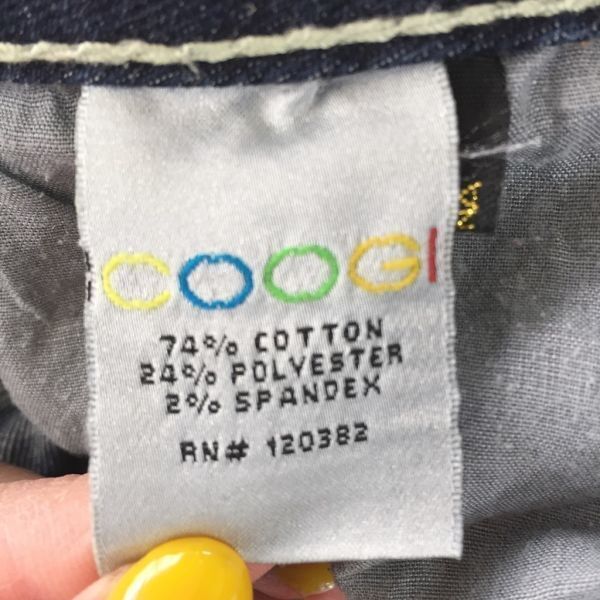 COOGI
74% COTTON
24% POLYESTER
2% SPANDEX
RN# 120382